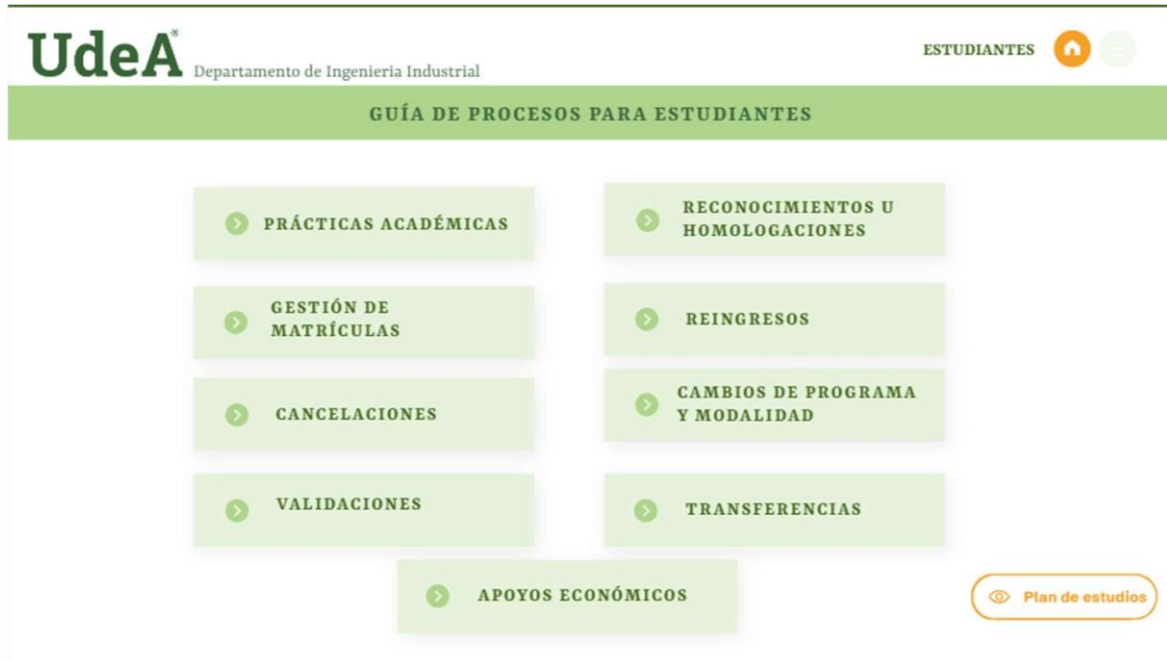 UdeA®
Departamento de Ingenieria Industrial
ESTUDIANTES
GUÍA DE PROCESOS PARA ESTUDIANTES
PRÁCTICAS ACADÉMICAS
RECONOCIMIENTOS U
HOMOLOGACIONES
GESTIÓN DE
MATRÍCULAS
REINGRESOS
CANCELACIONES
CAMBIOS DE PROGRAMA
Y MODALIDAD
VALIDACIONES
TRANSFERENCIAS
APOYOS ECONÓMICOS
Plan de estudios